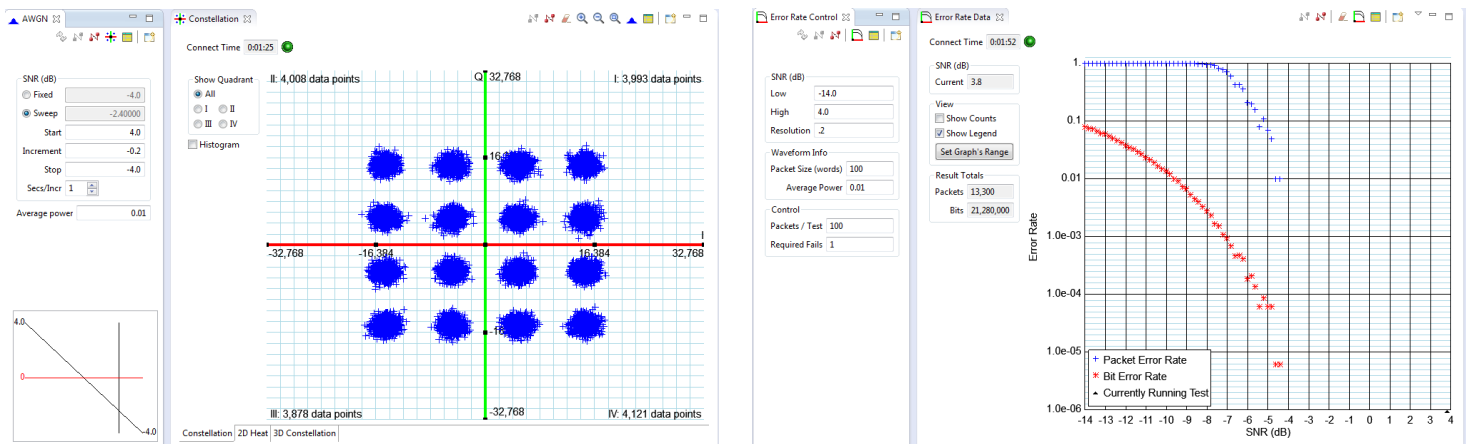 AWGN
SNR (dB)
Fixed -4.0
Sweep -2.40000
Start 4.0
Increment -0.2
Stop -4.0
Secs/Incr 1
Average power 0.01
4.0
0
-4.0
Constellation
Connect Time 0:01:25
Show Quadrant
All
I II
III IV
Histogram
II: 4,008 data points
Q 32,768
I: 3,993 data points
16,384
I
-32,768 -16,384 16,384 32,768
-16
-32,768
III: 3,878 data points
IV: 4,121 data points
Constellation 2D Heat 3D Constellation
Error Rate Control
SNR (dB)
Low -14.0
High 4.0
Resolution .2
Waveform Info
Packet Size (words) 100
Average Power 0.01
Control
Packets / Test 100
Required Fails 1
Error Rate Data
Connect Time 0:01:52
SNR (dB)
Current 3.8
View
Show Counts
Show Legend
Set Graph's Range
Result Totals
Packets 13,300
Bits 21,280,000
Error Rate
1.
0.1
0.01
1.0e-03
1.0e-04
1.0e-05
1.0e-06
Packet Error Rate
Bit Error Rate
Currently Running Test
-14 -13 -12 -11 -10 -9 -8 -7 -6 -5 -4 -3 -2 -1 0 1 2 3 4
SNR (dB)